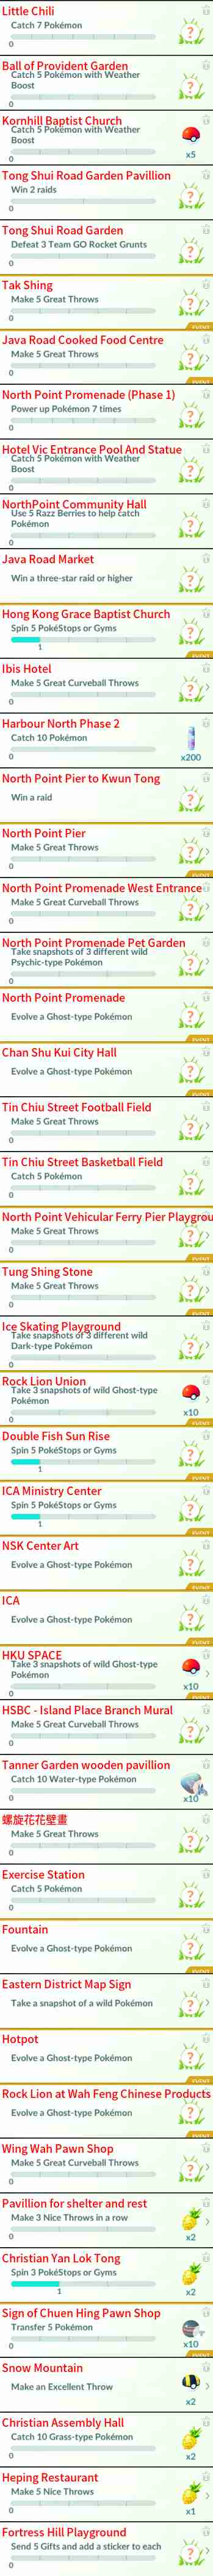 Little Chili
Catch 7 Pokémon
0
Ball of Provident Garden
Catch 5 Pokémon with Weather
Boost
0
Kornhill Baptist Church
Catch 5 Pokémon with Weather
Boost
0
x5
Tong Shui Road Garden Pavillion
Win 2 raids
0
Tong Shui Road Garden
Defeat 3 Team GO Rocket Grunts
0
Tak Shing
Make 5 Great Throws
0
EVENT
Java Road Cooked Food Centre
Make 5 Great Throws
0
EVENT
North Point Promenade (Phase 1)
Power up Pokémon 7 times
0
Hotel Vic Entrance Pool And Statue
Catch 5 Pokémon with Weather
Boost
0
NorthPoint Community Hall
Use 5 Razz Berries to help catch
Pokémon
0
Java Road Market
Win a three-star raid or higher
Hong Kong Grace Baptist Church
Spin 5 PokéStops or Gyms
1
EVENT
Ibis Hotel
Make 5 Great Curveball Throws
0
Harbour North Phase 2
Catch 10 Pokémon
0
x200
North Point Pier to Kwun Tong
Win a raid
North Point Pier
Make 5 Great Throws
0
EVENT
North Point Promenade West Entrance
Make 5 Great Curveball Throws
0
North Point Promenade Pet Garden
Take snapshots of 3 different wild
Psychic-type Pokémon
0
North Point Promenade
Evolve a Ghost-type Pokémon
EVENT
Chan Shu Kui City Hall
Evolve a Ghost-type Pokémon
EVENT
Tin Chiu Street Football Field
Make 5 Great Throws
0
EVENT
Tin Chiu Street Basketball Field
Catch 5 Pokémon
0
North Point Vehicular Ferry Pier Playgrou
Make 5 Great Throws
0
EVENT
Tung Shing Stone
Make 5 Great Throws
0
EVENT
Ice Skating Playground
Take snapshots of 3 different wild
Dark-type Pokémon
0
Rock Lion Union
Take 3 snapshots of wild Ghost-type
Pokémon
0
x10
EVENT
Double Fish Sun Rise
Spin 5 PokéStops or Gyms
1
EVENT
ICA Ministry Center
Spin 5 PokéStops or Gyms
1
EVENT
NSK Center Art
Evolve a Ghost-type Pokémon
EVENT
ICA
Evolve a Ghost-type Pokémon
EVENT
HKU SPACE
Take 3 snapshots of wild Ghost-type
Pokémon
0
x10
EVENT
HSBC - Island Place Branch Mural
Make 5 Great Curveball Throws
0
Tanner Garden wooden pavillion
Catch 10 Water-type Pokémon
0
x10
螺旋花花壁畫
Make 5 Great Throws
0
EVENT
Exercise Station
Catch 5 Pokémon
0
Fountain
Evolve a Ghost-type Pokémon
EVENT
Eastern District Map Sign
Take a snapshot of a wild Pokémon
Hotpot
Evolve a Ghost-type Pokémon
EVENT
Rock Lion at Wah Feng Chinese Products
Evolve a Ghost-type Pokémon
EVENT
Wing Wah Pawn Shop
Make 5 Great Curveball Throws
0
Pavillion for shelter and rest
Make 3 Nice Throws in a row
0
x2
Christian Yan Lok Tong
Spin 3 PokéStops or Gyms
1
x2
Sign of Chuen Hing Pawn Shop
Transfer 5 Pokémon
0
x10
EVENT
Snow Mountain
Make an Excellent Throw
x2
Christian Assembly Hall
Catch 10 Grass-type Pokémon
0
x2
Heping Restaurant
Make 5 Nice Throws
0
x1
Fortress Hill Playground
Send 5 Gifts and add a sticker to each
0